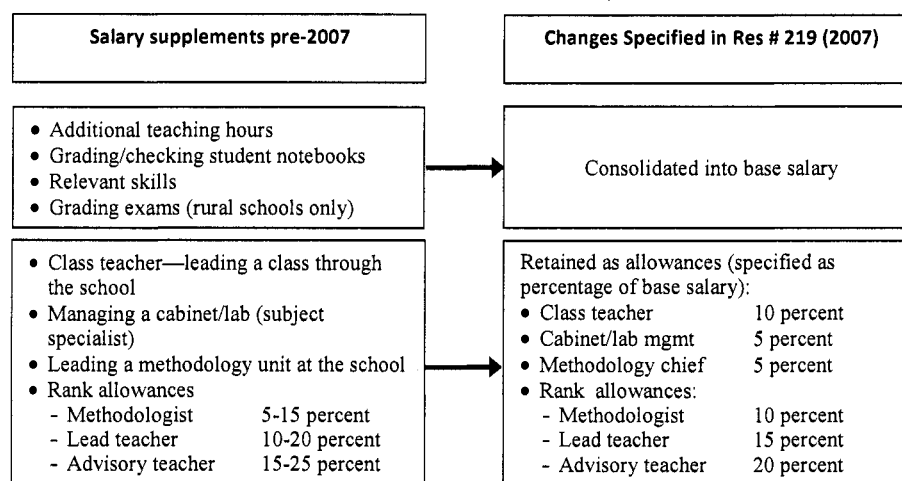 Salary supplements pre-2007
Changes Specified in Res # 219 (2007)
• Additional teaching hours
• Grading/checking student notebooks
• Relevant skills
• Grading exams (rural schools only)
Consolidated into base salary
• Class teacher—leading a class through
the school
• Managing a cabinet/lab (subject
specialist)
• Leading a methodology unit at the school
• Rank allowances
- Methodologist 5-15 percent
- Lead teacher 10-20 percent
- Advisory teacher 15-25 percent
Retained as allowances (specified as
percentage of base salary):
• Class teacher 10 percent
• Cabinet/lab mgmt 5 percent
• Methodology chief 5 percent
• Rank allowances:
- Methodologist 10 percent
- Lead teacher 15 percent
- Advisory teacher 20 percent